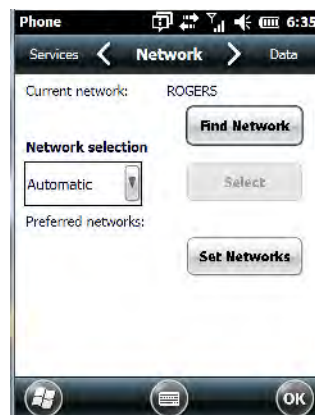 Phone 6:35
Services Network Data
Current network: ROGERS
Find Network
Network selection
Automatic Select
Preferred networks:
Set Networks
OK